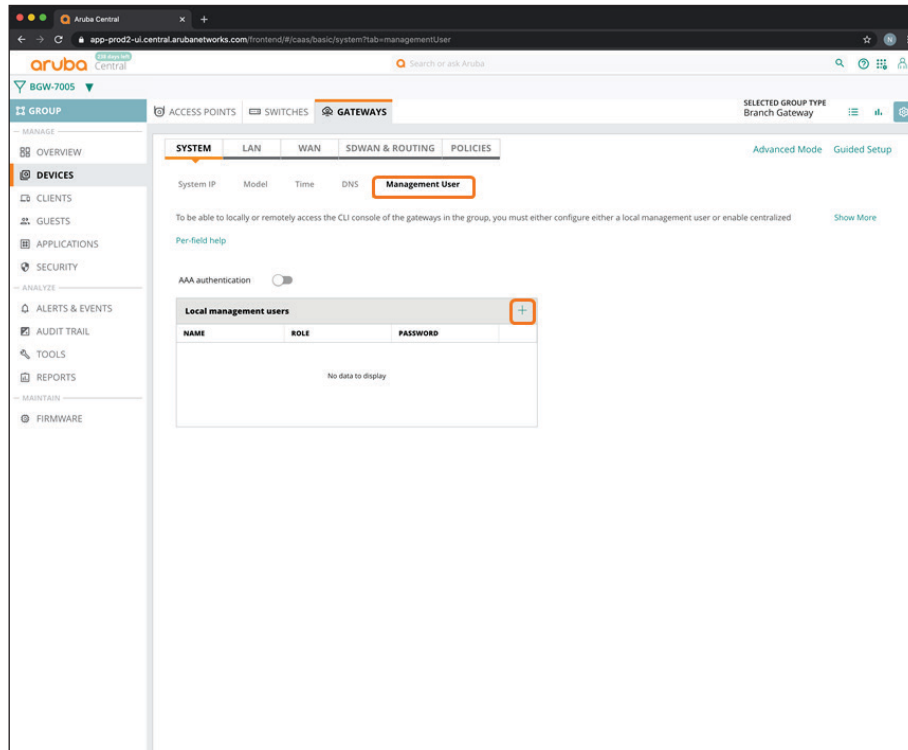 Aruba Central
app-prod2-ui.central.arubanetworks.com/frontend/#/caas/basic/system?tab=managementUser
N
aruba Central
Search or ask Aruba
BGW-7005
GROUP
ACCESS POINTS SWITCHES GATEWAYS
SELECTED GROUP TYPE
Branch Gateway
MANAGE
OVERVIEW
DEVICES
CLIENTS
GUESTS
APPLICATIONS
SECURITY
ANALYZE
ALERTS & EVENTS
AUDIT TRAIL
TOOLS
REPORTS
MAINTAIN
FIRMWARE
SYSTEM LAN WAN SDWAN & ROUTING POLICIES
Advanced Mode Guided Setup
System IP Model Time DNS Management User
To be able to locally or remotely access the CLI console of the gateways in the group, you must either configure either a local management user or enable centralized Show More
Per-field help
AAA authentication
Local management users +
NAME ROLE PASSWORD
No data to display